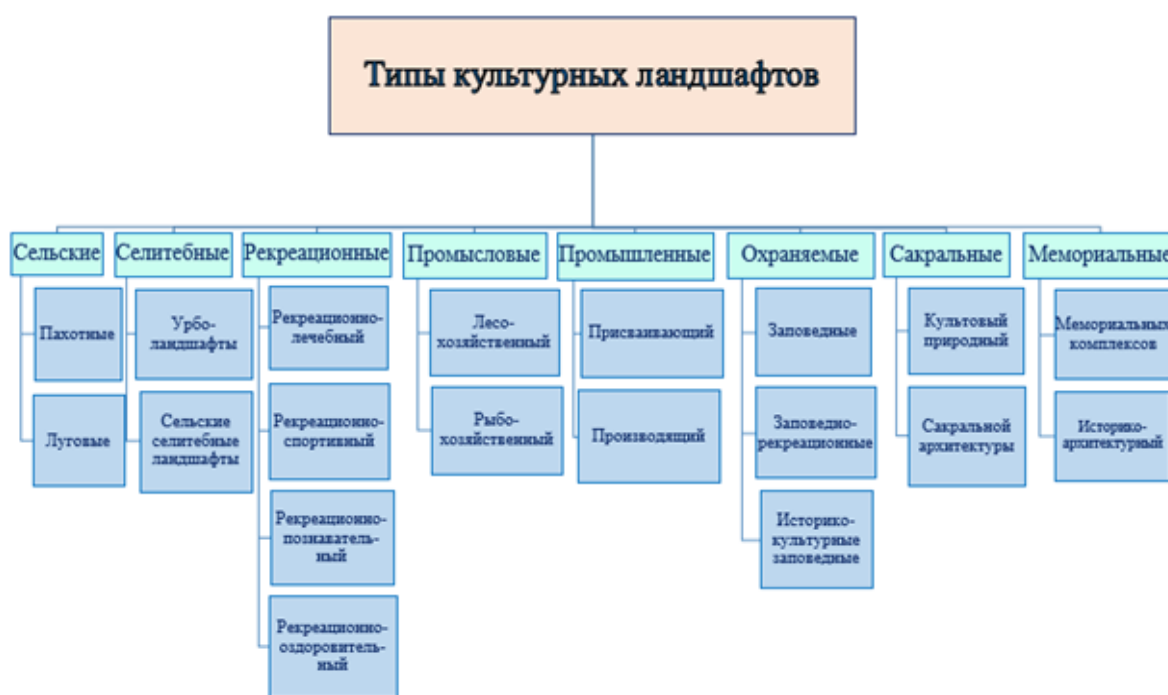 Типы культурных ландшафтов
Сельские
Селитебные
Рекреационные
Промысловые
Промышленные
Охраняемые
Сакральные
Мемориальные
Пахотные
Луговые
Урбо-
ландшафты
Сельские
селитебные
ландшафты
Рекреационно-
лечебный
Рекреационно-
спортивный
Рекреационно-
познаватель-
ный
Рекреационно-
оздоровитель-
ный
Лесо-
хозяйственный
Рыбо-
хозяйственный
Присваивающий
Производящий
Заповедные
Заповедно-
рекреационные
Историко-
культурные
заповедные
Культовый
природный
Сакральной
архитектуры
Мемориальных
комплексов
Историко-
архитектурный